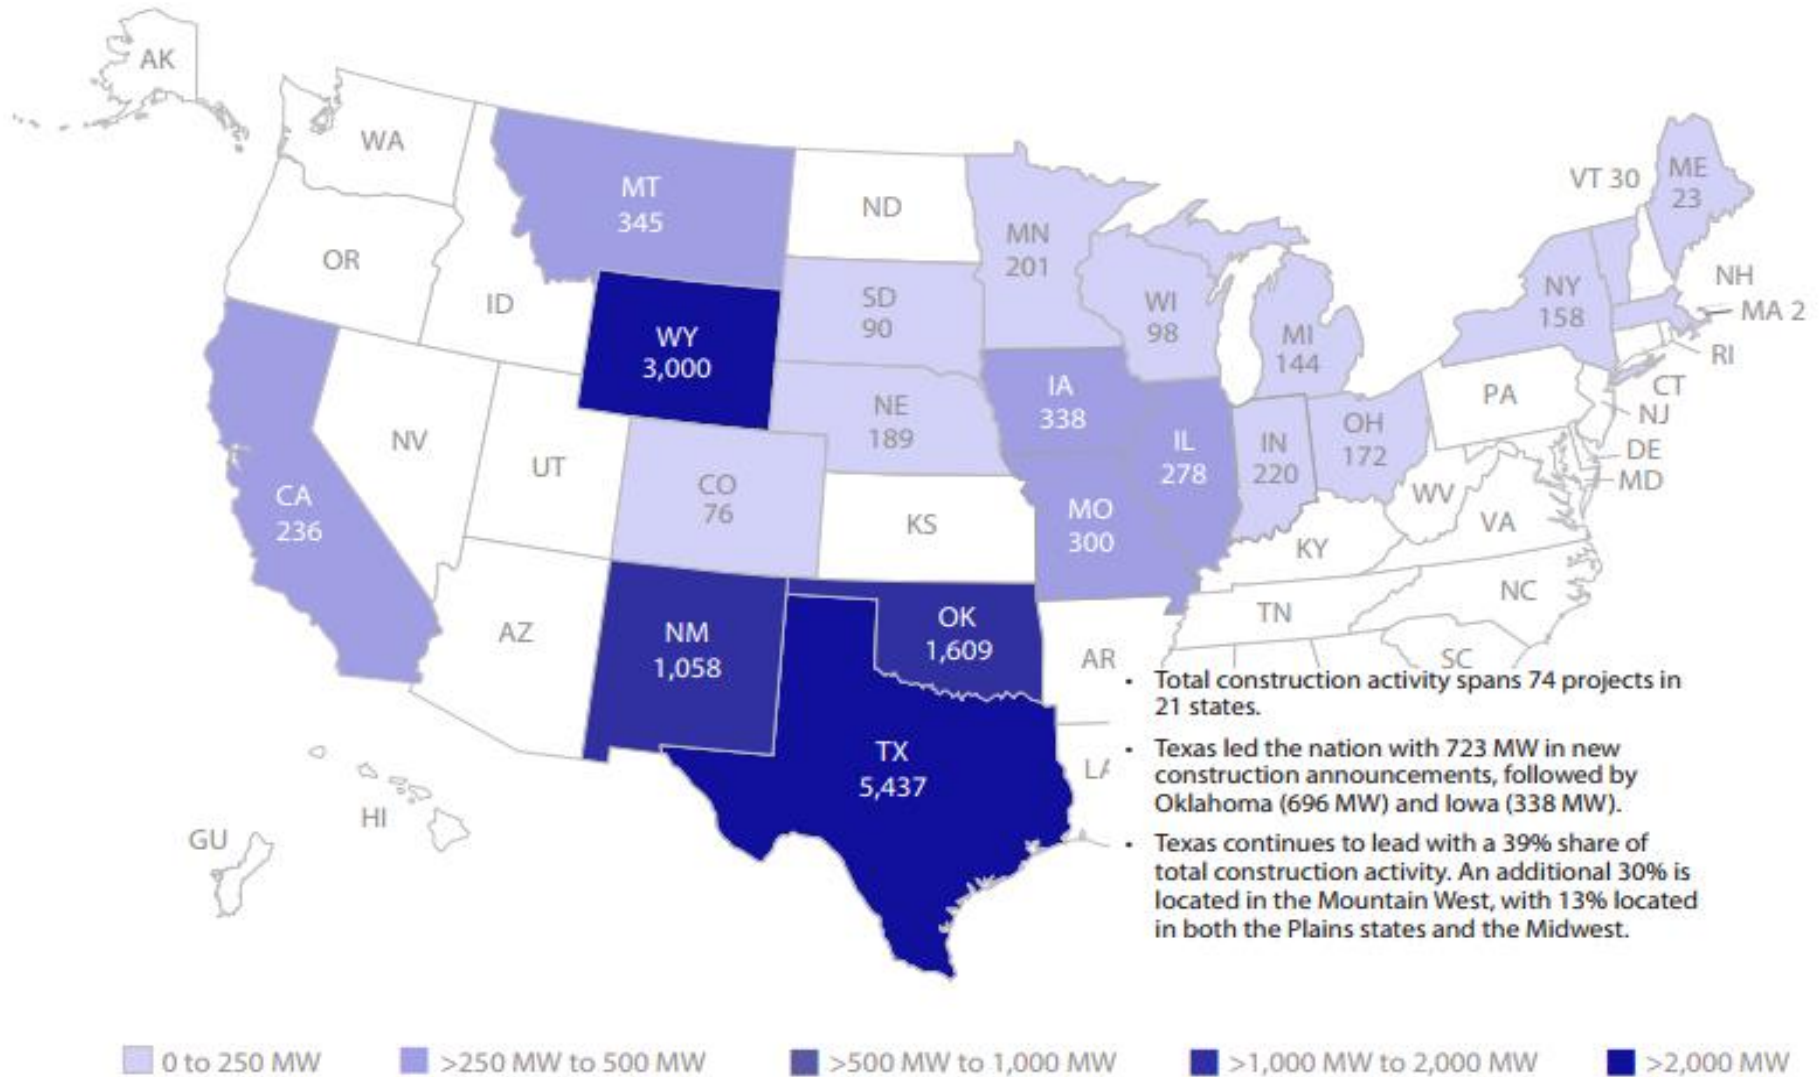 AK
WA
MT
345
ND
MN
201
VT 30
ME
23
OR
ID
SD
90
WI
98
MI
144
NY
158
NH
MA 2
RI
CT
NJ
DE
MD
WY
3,000
IA
338
NE
189
PA
NV
UT
CO
76
IL
278
IN
220
OH
172
WV
VA
CA
236
KS
MO
300
KY
NC
TN
AZ
NM
1,058
OK
1,609
AR
SC
TX
5,437
LA
HI
GU
• Total construction activity spans 74 projects in
21 states.
• Texas led the nation with 723 MW in new
construction announcements, followed by
Oklahoma (696 MW) and Iowa (338 MW).
• Texas continues to lead with a 39% share of
total construction activity. An additional 30% is
located in the Mountain West, with 13% located
in both the Plains states and the Midwest.
0 to 250 MW
>250 MW to 500 MW
>500 MW to 1,000 MW
>1,000 MW to 2,000 MW
>2,000 MW